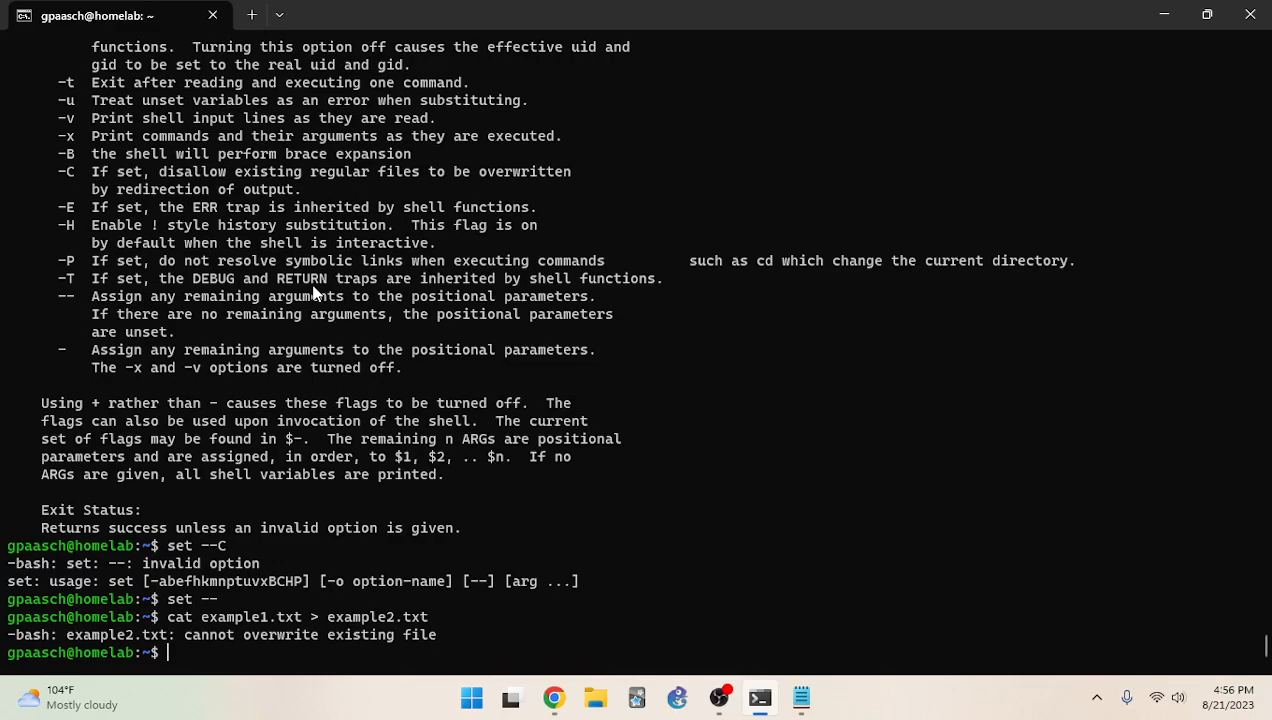 gpaasch@homelab: ~
functions.  Turning this option off causes the effective uid and
gid to be set to the real uid and gid.
-t  Exit after reading and executing one command.
-u  Treat unset variables as an error when substituting.
-v  Print shell input lines as they are read.
-x  Print commands and their arguments as they are executed.
-B  the shell will perform brace expansion
-C  If set, disallow existing regular files to be overwritten
by redirection of output.
-E  If set, the ERR trap is inherited by shell functions.
-H  Enable ! style history substitution.  This flag is on
by default when the shell is interactive.
-P  If set, do not resolve symbolic links when executing commands          such as cd which change the current directory.
-T  If set, the DEBUG and RETURN traps are inherited by shell functions.
--  Assign any remaining arguments to the positional parameters.
If there are no remaining arguments, the positional parameters
are unset.
-   Assign any remaining arguments to the positional parameters.
The -x and -v options are turned off.
Using + rather than - causes these flags to be turned off.  The
flags can also be used upon invocation of the shell.  The current
set of flags may be found in $-.  The remaining n ARGs are positional
parameters and are assigned, in order, to $1, $2, .. $n.  If no
ARGs are given, all shell variables are printed.
Exit Status:
Returns success unless an invalid option is given.
gpaasch@homelab:~$ set --C
-bash: set: --: invalid option
set: usage: set [-abefhkmnptuvxBCHP] [-o option-name] [--] [arg ...]
gpaasch@homelab:~$ set --
gpaasch@homelab:~$ cat example1.txt > example2.txt
-bash: example2.txt: cannot overwrite existing file
gpaasch@homelab:~$
104°F
Mostly cloudy
4:56 PM
8/21/2023